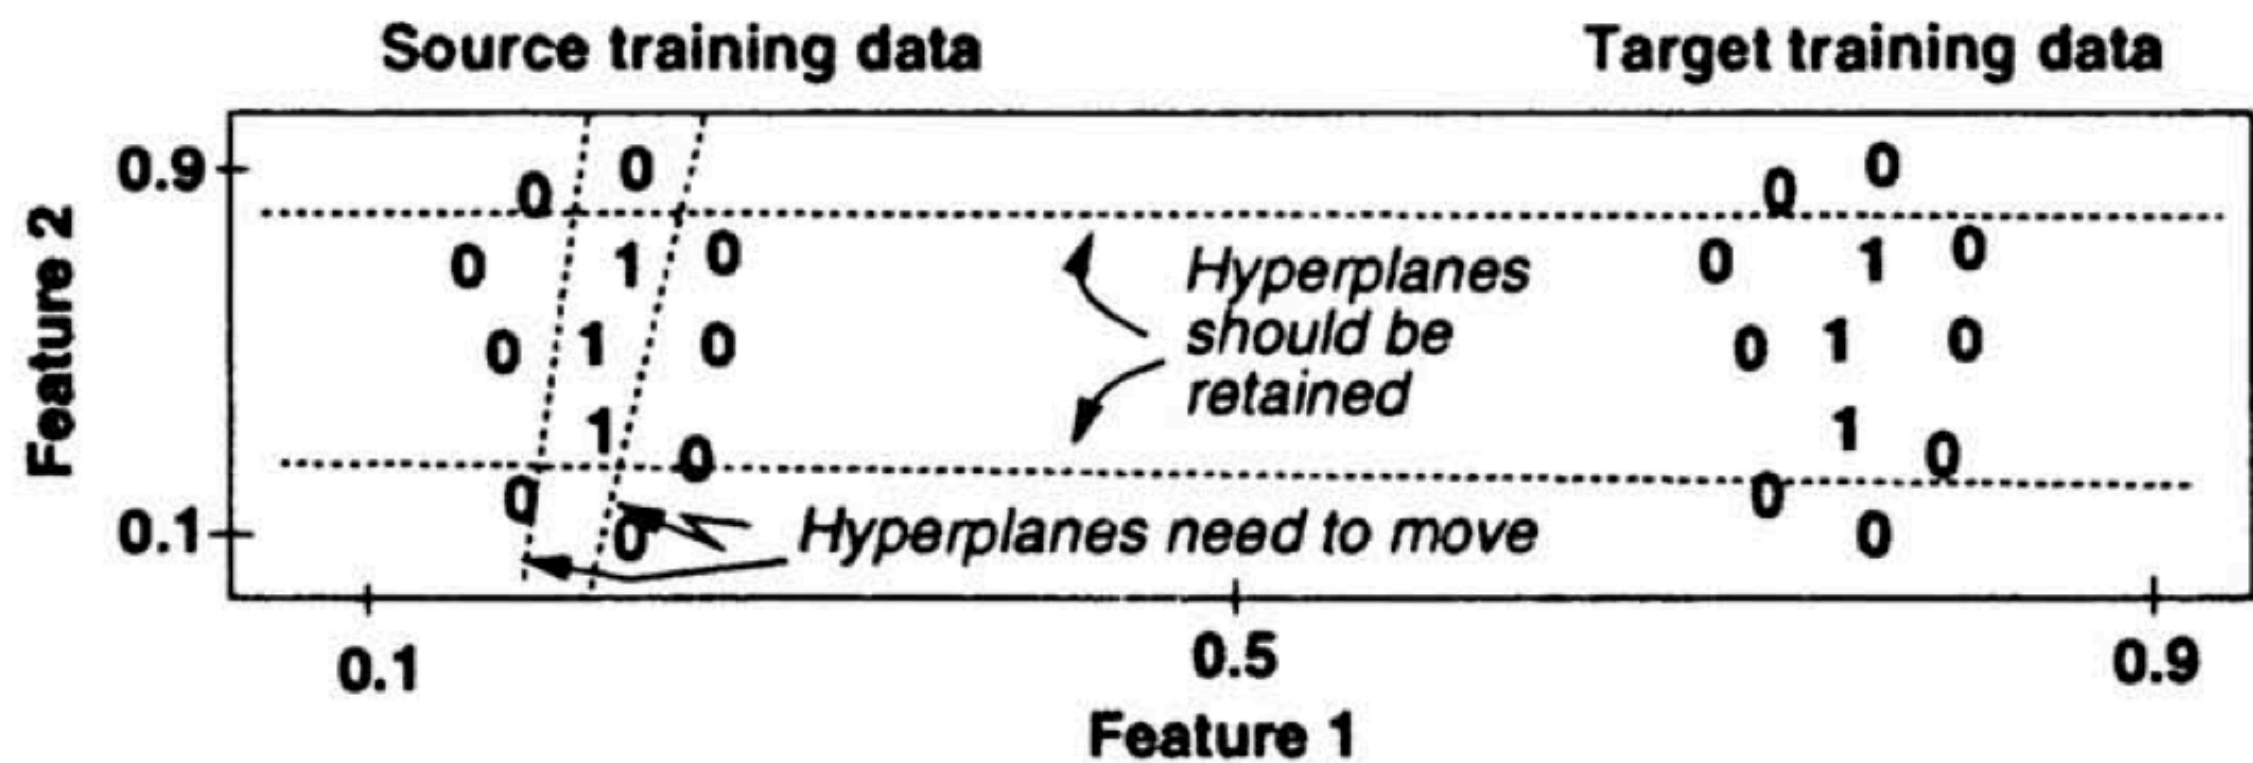 Source training data
Target training data
0.9
0 0 0 0
0 1 0 0 1 0
Hyperplanes
should be
retained
0 1 0 0 1 0
1 0 1 0
0 0 0 0
Hyperplanes need to move
0.1
Feature 2
0.1 0.5 0.9
Feature 1